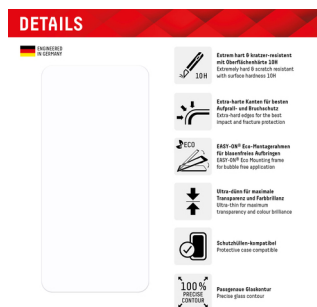 DETAILS
ENGINEERED
IN GERMANY
10H
Extrem hart & kratzer-resistent
mit Oberflächenhärte 10H
Extremely hard & scratch resistant
with surface hardness 10H
Extra-harte Kanten für besten
Aufprall- und Bruchschutz
Extra-hard edges for the best
impact and fracture protection
ECO
EASY-ON® Eco-Montagerahmen
für blasenfreies Aufbringen
EASY-ON® Eco Mounting frame
for bubble free application
Ultra-dünn für maximale
Transparenz und Farbbrillanz
Ultra-thin for maximum
transparency and colour brilliance
Schutzhüllen-kompatibel
Protective case compatible
100 %
PRECISE
CONTOUR
Passgenaue Glaskontur
Precise glass contour